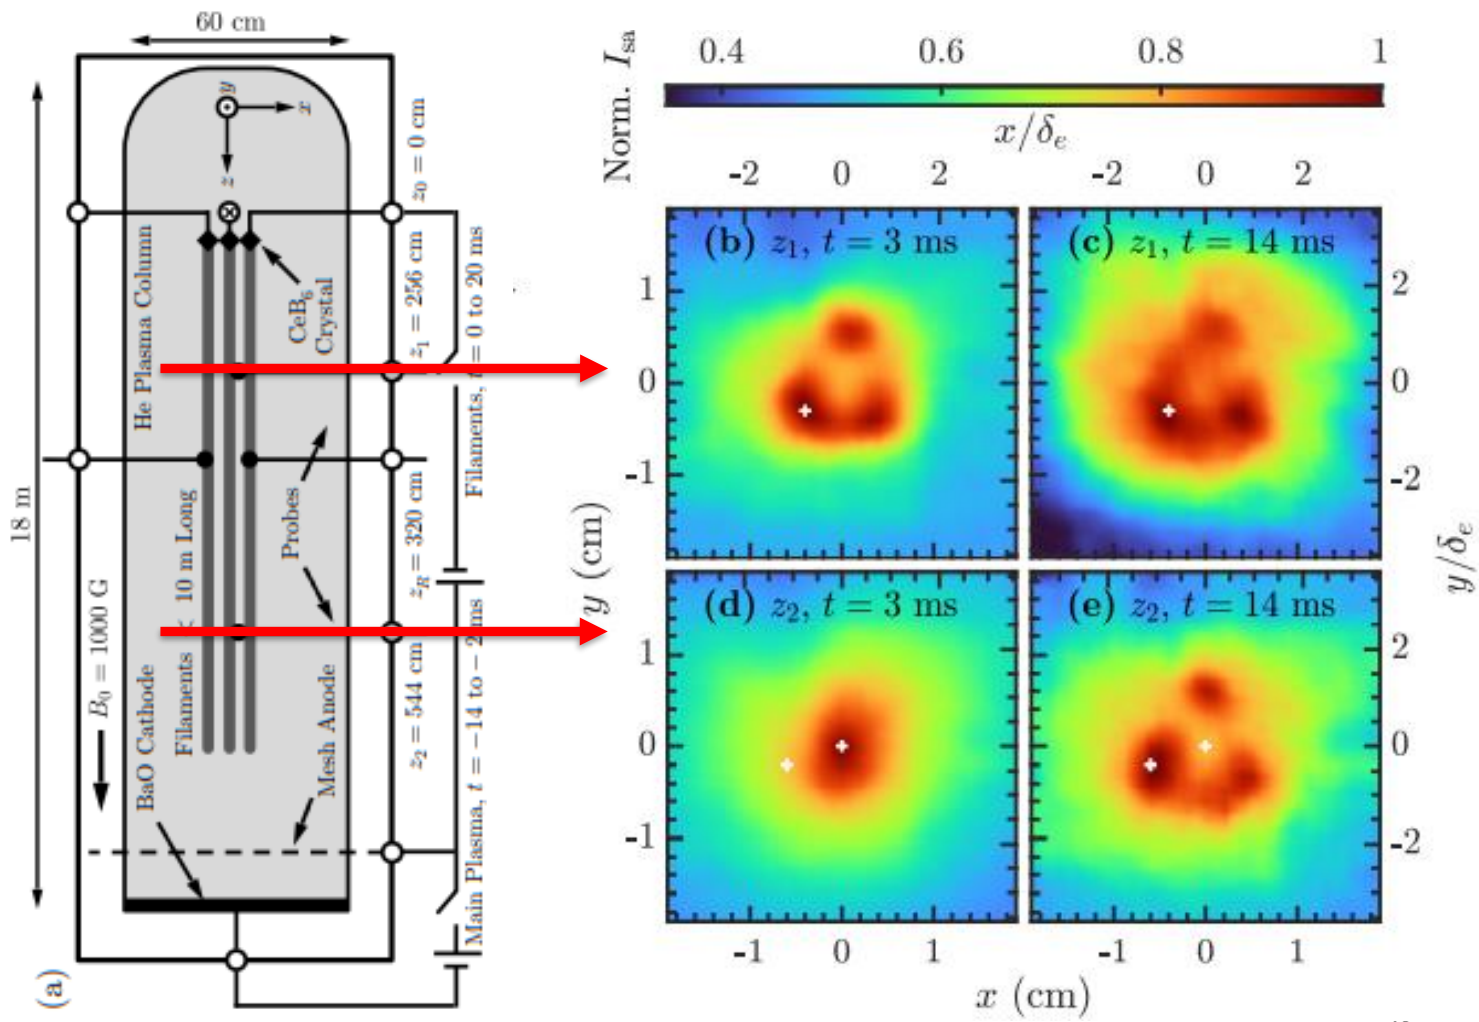 60 cm
18 m
y
x
z
z₀ = 0 cm
He Plasma Column
CeB₆
Crystal
z₁ = 256 cm
Filaments, t = 0 to 20 ms
Probes
Filaments
10 m Long
z_R = 320 cm
B₀ = 1000 G
BaO Cathode
Mesh Anode
z₂ = 544 cm
Main Plasma, t = −14 to − 2 ms
(a)
Norm. I_sa
0.4 0.6 0.8 1
x/δₑ
-2 0 2 -2 0 2
(b) z₁, t = 3 ms
(c) z₁, t = 14 ms
1
0
-1
2
0
-2
(d) z₂, t = 3 ms
(e) z₂, t = 14 ms
1
0
-1
2
0
-2
y (cm)
y/δₑ
-1 0 1 -1 0 1
x (cm)